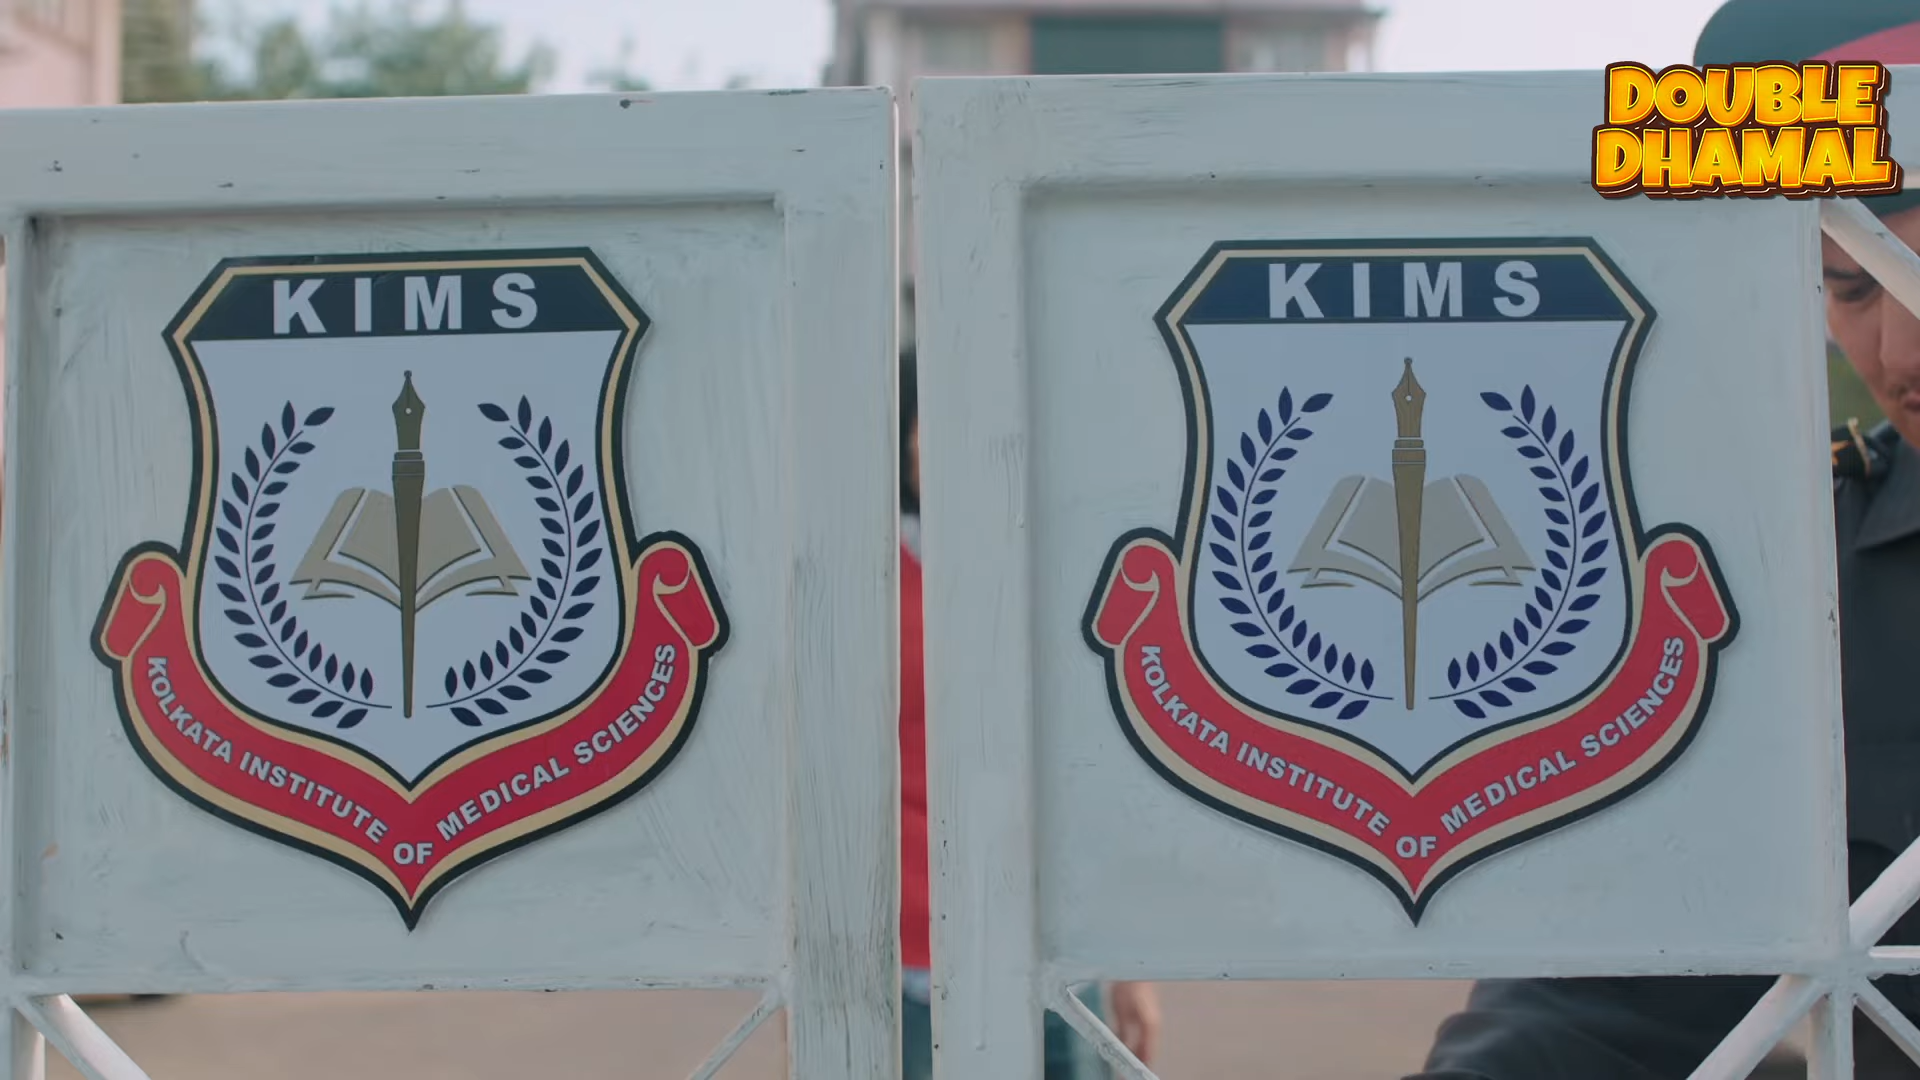 DOUBLE
DHAMAL
KIMS
KOLKATA INSTITUTE OF MEDICAL SCIENCES
KIMS
KOLKATA INSTITUTE OF MEDICAL SCIENCES